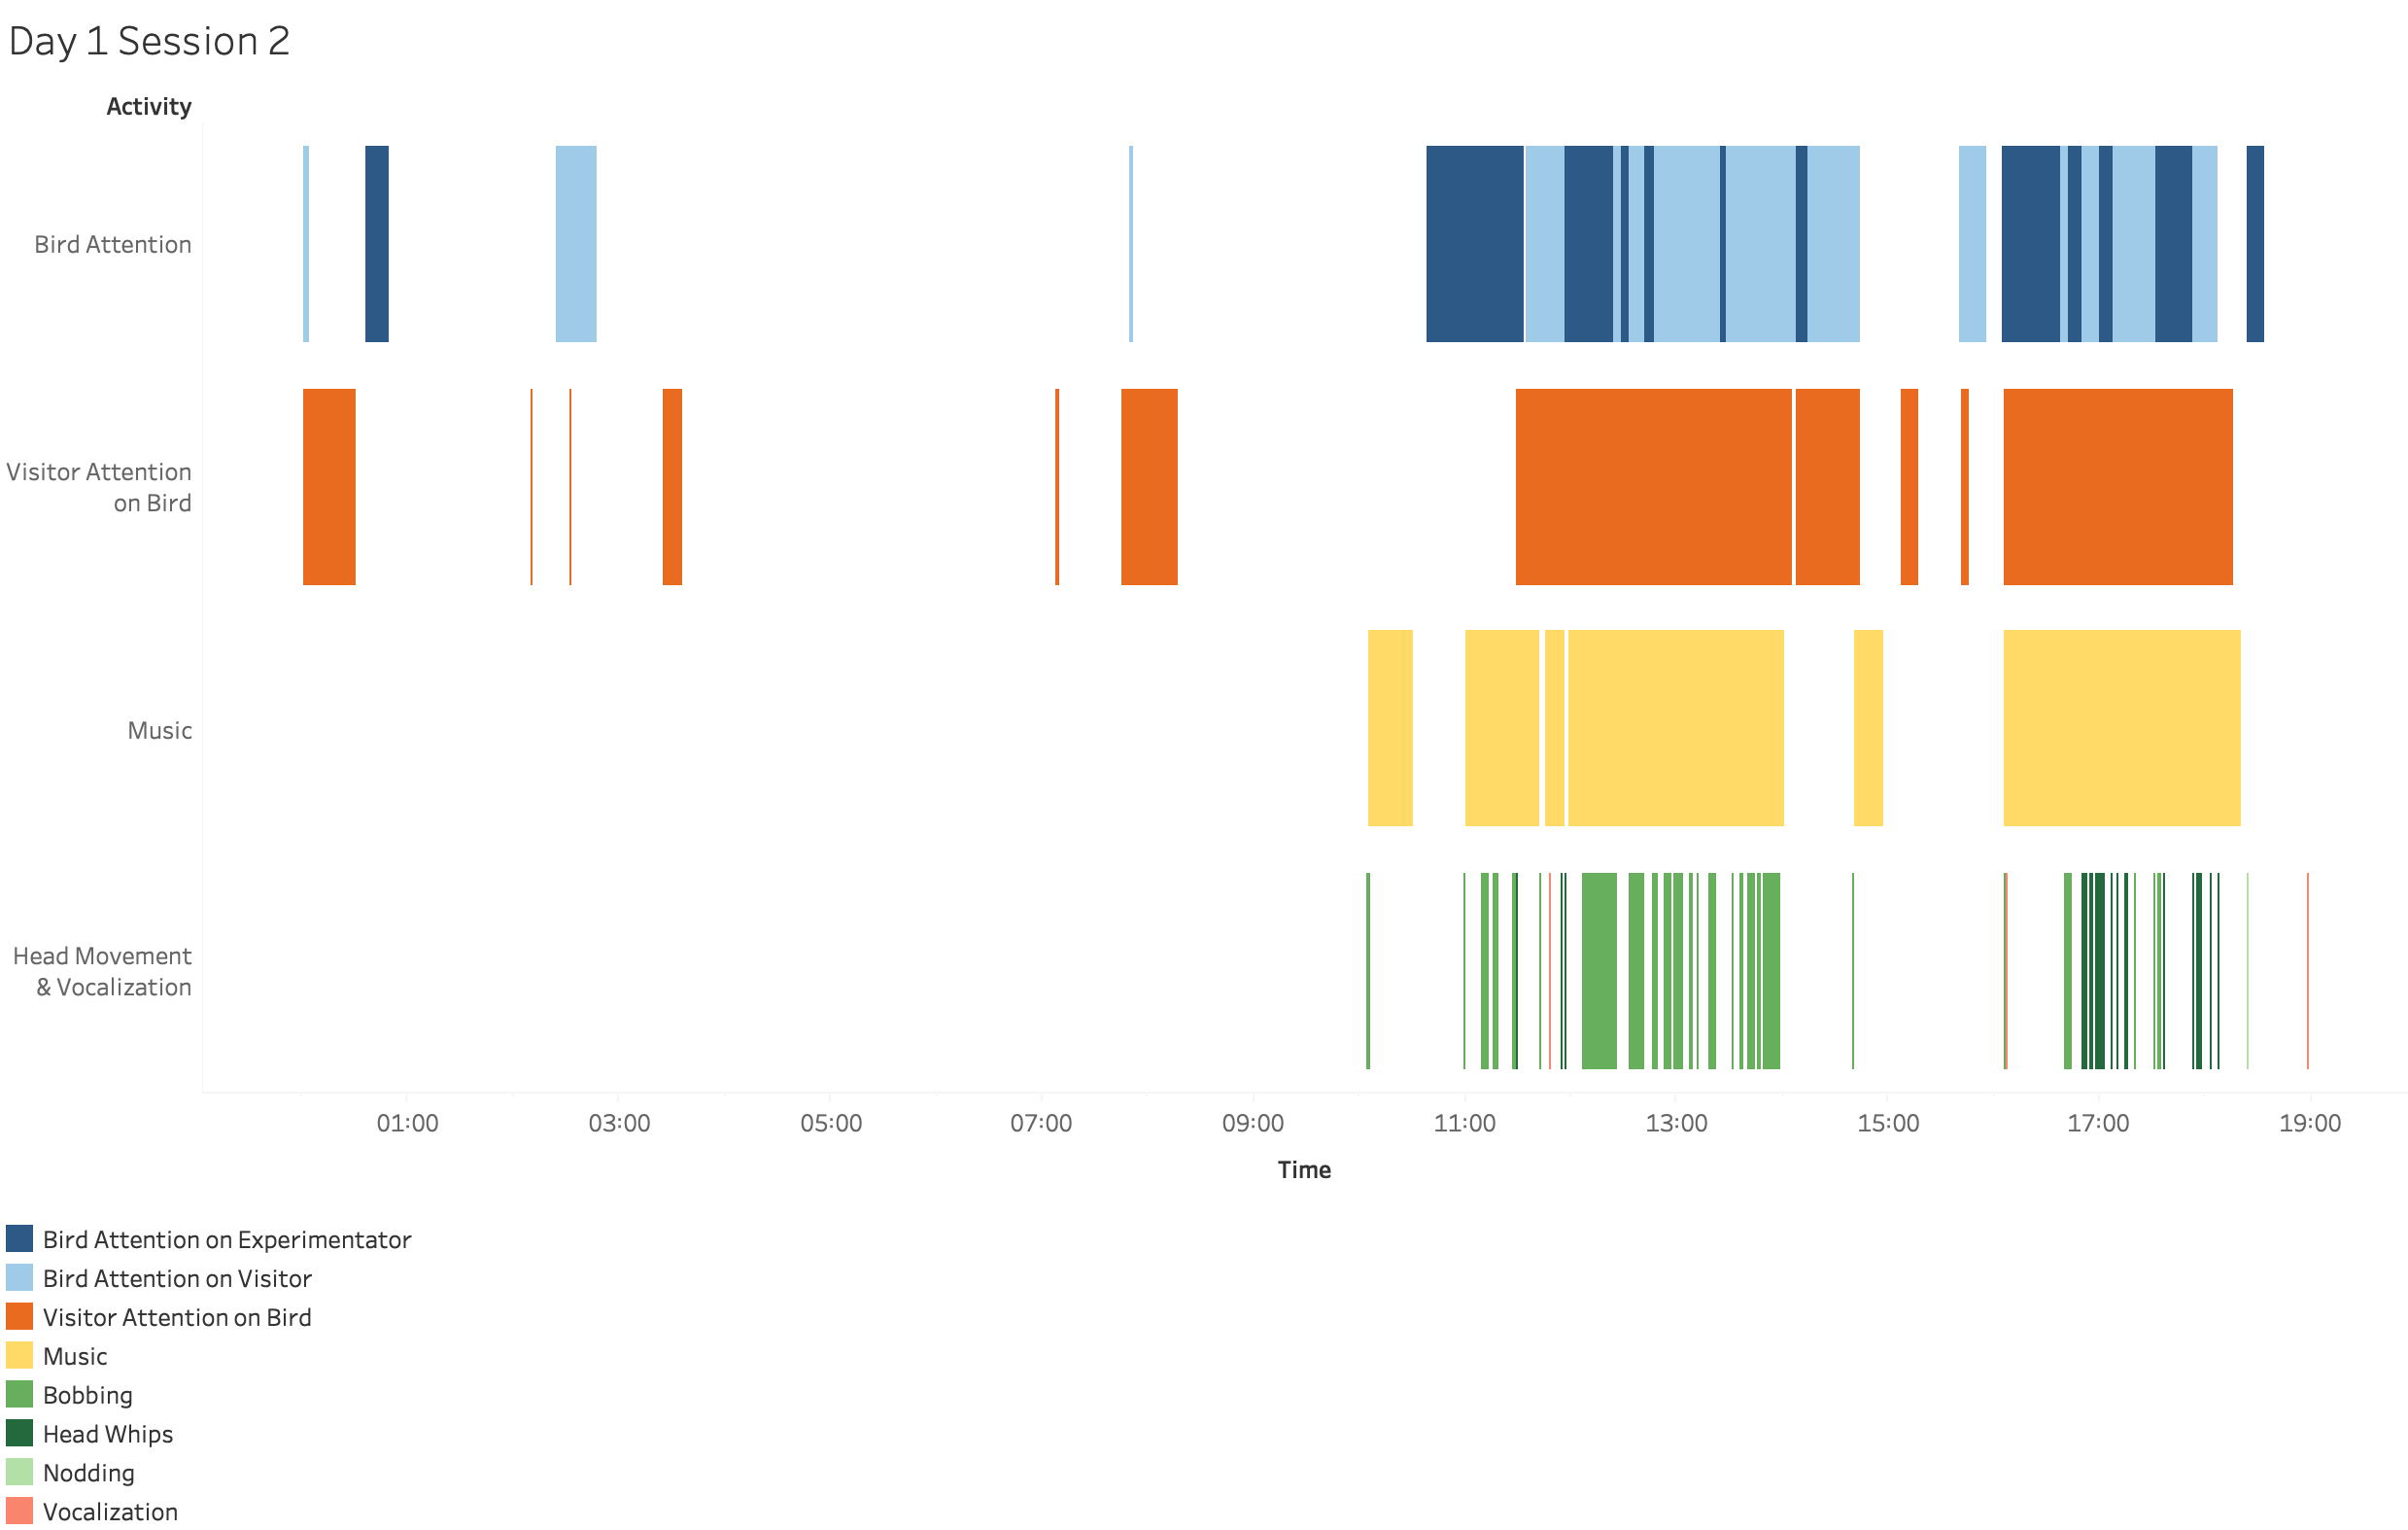 Day 1 Session 2
Activity
Bird Attention
Visitor Attention
on Bird
Music
Head Movement
& Vocalization
01:00 03:00 05:00 07:00 09:00 11:00 13:00 15:00 17:00 19:00
Time
Bird Attention on Experimentator
Bird Attention on Visitor
Visitor Attention on Bird
Music
Bobbing
Head Whips
Nodding
Vocalization